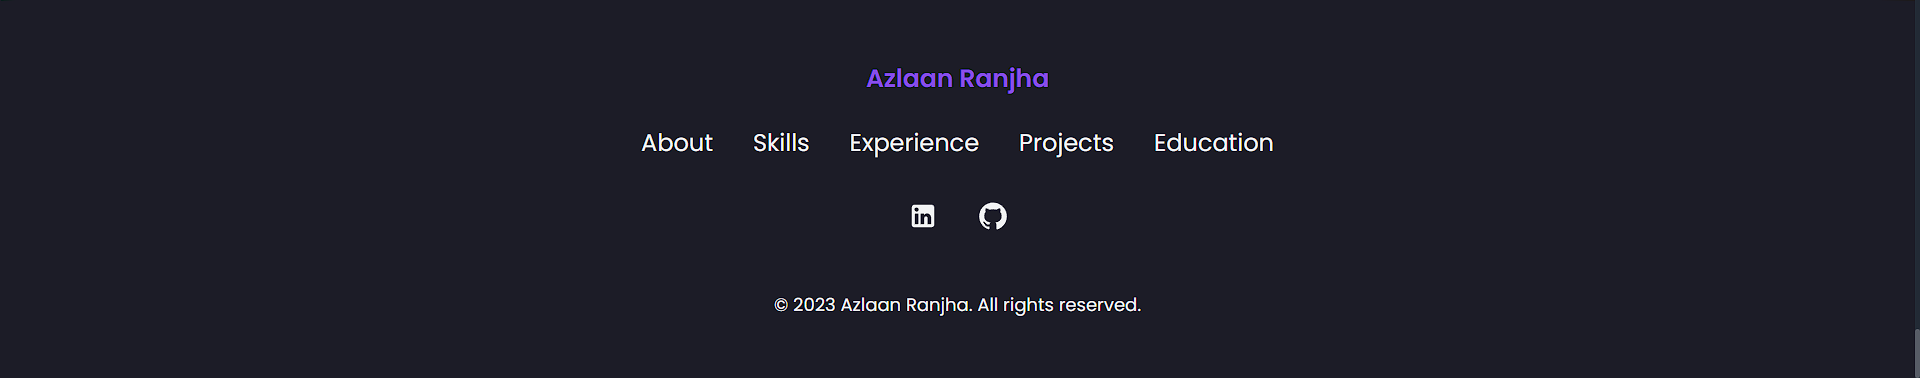 Azlaan Ranjha
About Skills Experience Projects Education
© 2023 Azlaan Ranjha. All rights reserved.